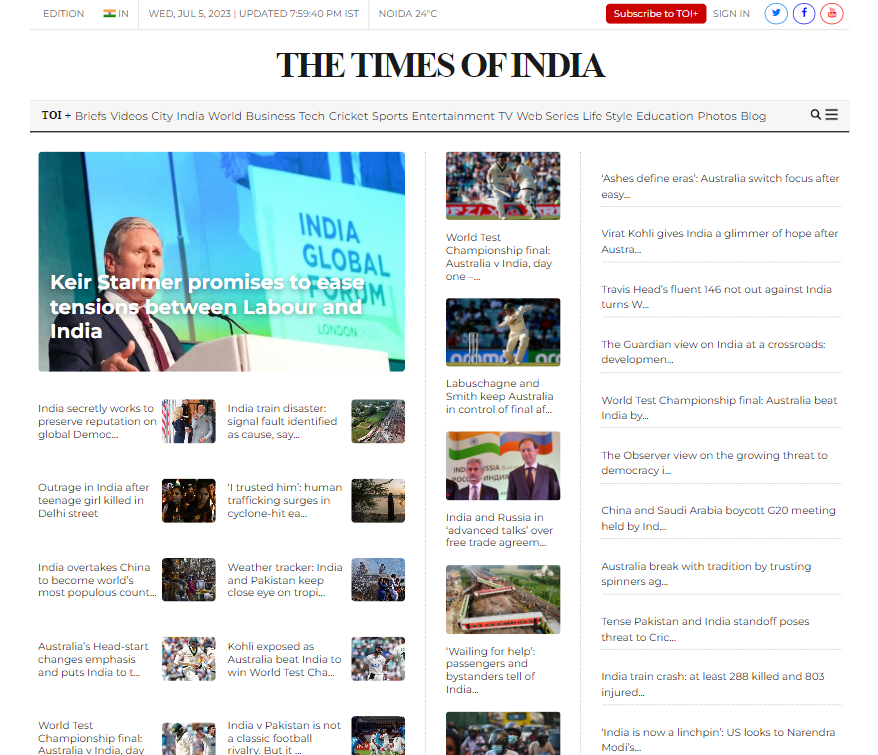 EDITION IN WED, JUL 5, 2023 | UPDATED 7:59:40 PM IST NOIDA 24°C Subscribe to TOI+ SIGN IN
THE TIMES OF INDIA
TOI + Briefs Videos City India World Business Tech Cricket Sports Entertainment TV Web Series Life Style Education Photos Blog
INDIA
GLOBAL
FORUM
LONDON 2023
Keir Starmer promises to ease
tensions between Labour and
India
India secretly works to
preserve reputation on
global Democ...
India train disaster:
signal fault identified
as cause, say...
Outrage in India after
teenage girl killed in
Delhi street
‘I trusted him’: human
trafficking surges in
cyclone-hit ea...
India overtakes China
to become world’s
most populous count...
Weather tracker: India
and Pakistan keep
close eye on tropi...
Australia’s Head-start
changes emphasis
and puts India to t...
Kohli exposed as
Australia beat India to
win World Test Cha...
World Test
Championship final:
Australia v India, day
India v Pakistan is not
a classic football
rivalry. But it ...
World Test
Championship final:
Australia v India, day
one –...
Labuschagne and
Smith keep Australia
in control of final af...
India and Russia in
‘advanced talks’ over
free trade agreem...
‘Wailing for help’:
passengers and
bystanders tell of
India...
‘Ashes define eras’: Australia switch focus after
easy...
Virat Kohli gives India a glimmer of hope after
Austra...
Travis Head’s fluent 146 not out against India
turns W...
The Guardian view on India at a crossroads:
developmen...
World Test Championship final: Australia beat
India by...
The Observer view on the growing threat to
democracy i...
China and Saudi Arabia boycott G20 meeting
held by Ind...
Australia break with tradition by trusting
spinners ag...
Tense Pakistan and India standoff poses
threat to Cric...
India train crash: at least 288 killed and 803
injured...
‘India is now a linchpin’: US looks to Narendra
Modi’s...